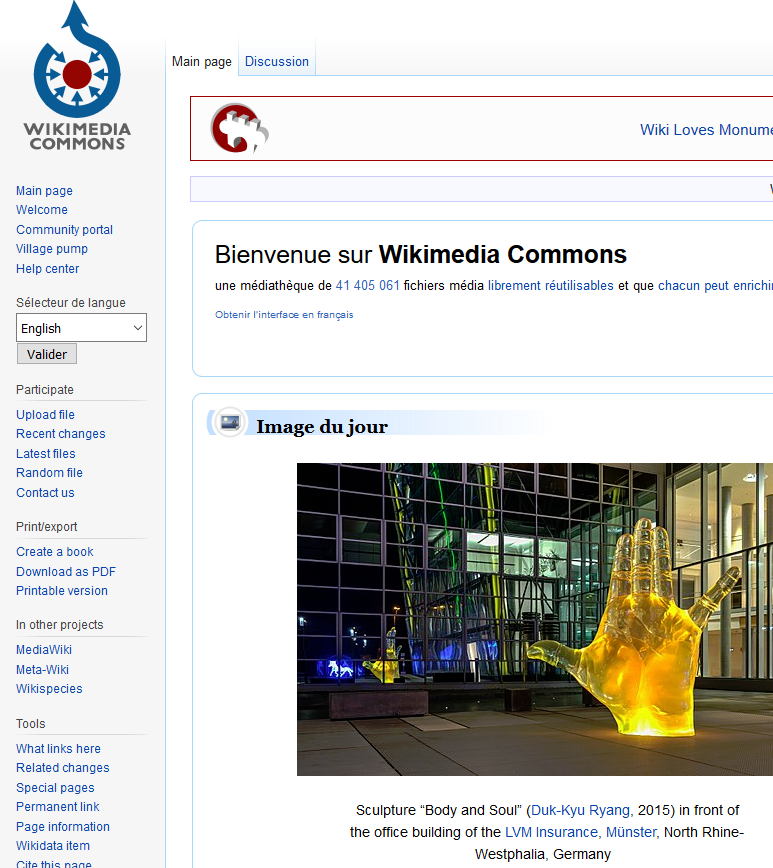 WIKIMEDIA
COMMONS
Main page
Discussion
Wiki Loves
Main page
Welcome
Community portal
Village pump
Help center
Sélecteur de langue
English
Valider
Participate
Upload file
Recent changes
Latest files
Random file
Contact us
Print/export
Create a book
Download as PDF
Printable version
In other projects
MediaWiki
Meta-Wiki
Wikispecies
Tools
What links here
Related changes
Special pages
Permanent link
Page information
Wikidata item
Cite this page
Bienvenue sur Wikimedia Commons
une médiathèque de 41 405 061 fichiers média librement réutilisables et que chacun peut
Obtenir l'interface en français
Image du jour
Sculpture “Body and Soul” (Duk-Kyu Ryang, 2015) in front of
the office building of the LVM Insurance, Münster, North Rhine-
Westphalia, Germany